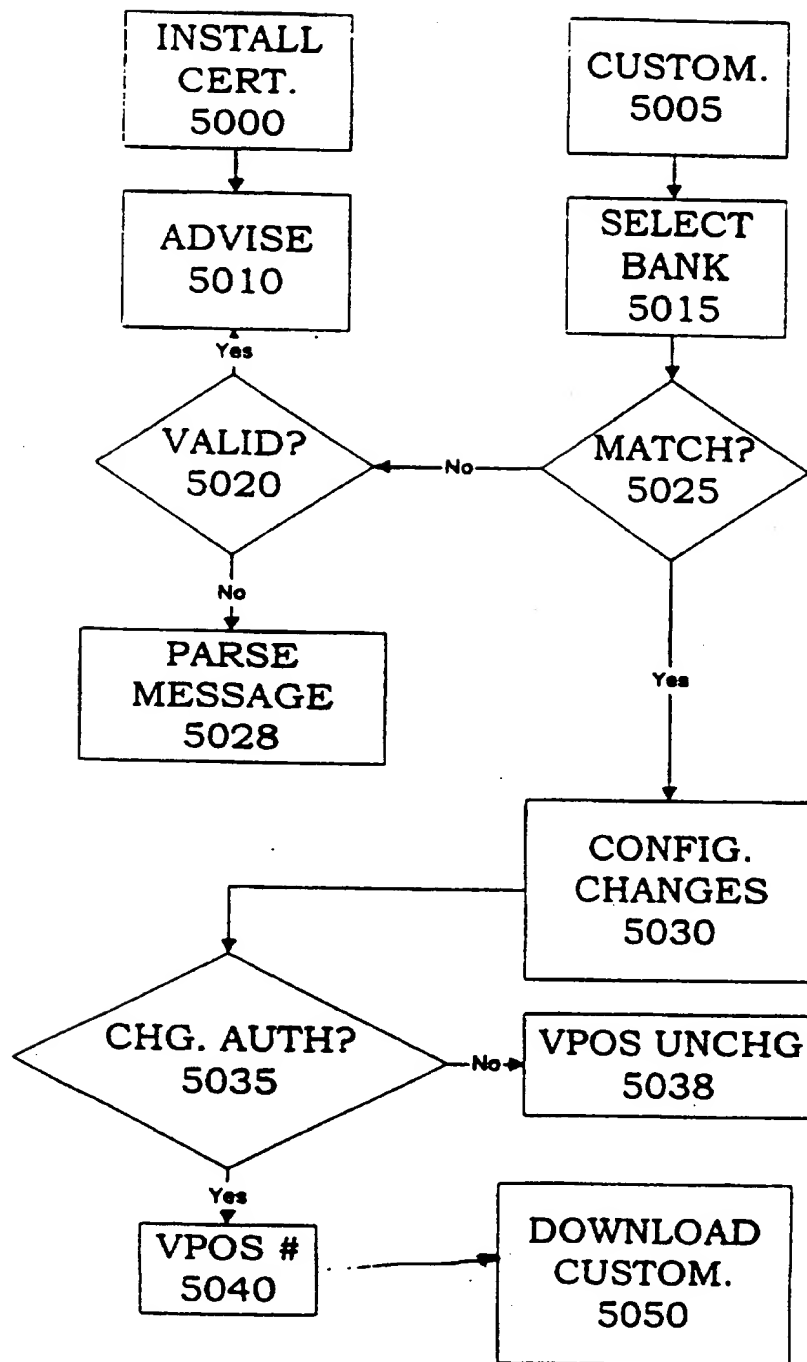 INSTALL
CERT.
5000
CUSTOM.
5005
ADVISE
5010
SELECT
BANK
5015
Yes
VALID?
5020
No
MATCH?
5025
No
PARSE
MESSAGE
5028
Yes
CONFIG.
CHANGES
5030
CHG. AUTH?
5035
No
VPOS UNCHG
5038
Yes
VPOS #
5040
DOWNLOAD
CUSTOM.
5050